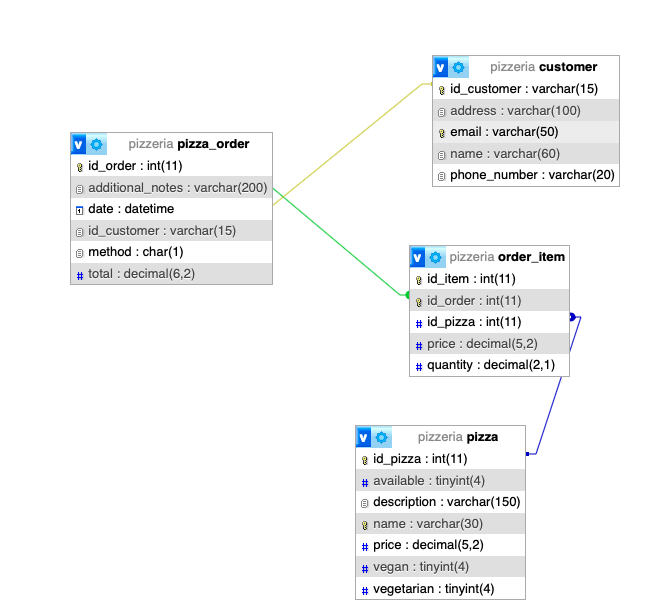 pizzeria customer
id_customer : varchar(15)
address : varchar(100)
email : varchar(50)
name : varchar(60)
phone_number : varchar(20)
pizzeria pizza_order
id_order : int(11)
additional_notes : varchar(200)
date : datetime
id_customer : varchar(15)
method : char(1)
# total : decimal(6,2)
pizzeria order_item
id_item : int(11)
id_order : int(11)
# id_pizza : int(11)
# price : decimal(5,2)
# quantity : decimal(2,1)
pizzeria pizza
id_pizza : int(11)
# available : tinyint(4)
description : varchar(150)
name : varchar(30)
# price : decimal(5,2)
# vegan : tinyint(4)
# vegetarian : tinyint(4)